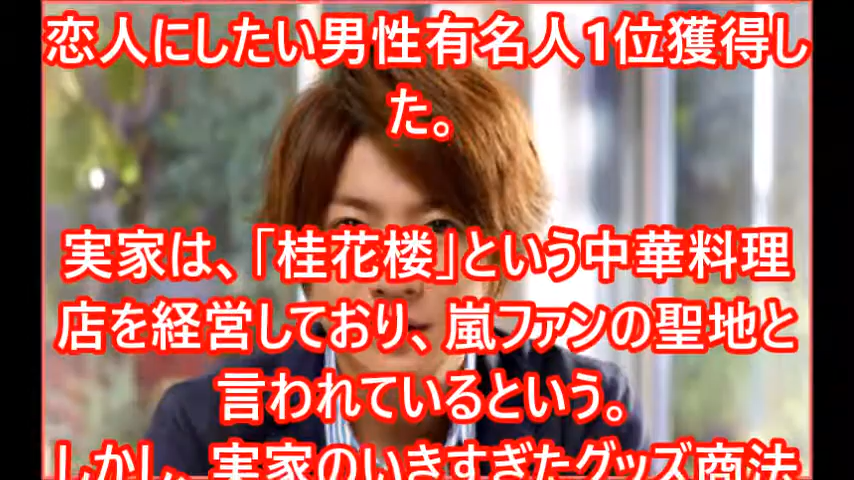 恋人にしたい男性有名人1位獲得し
た。
実家は、「桂花楼」という中華料理
店を経営しており、嵐ファンの聖地と
言われているという。
しかし、実家のいきすぎたグッズ商法